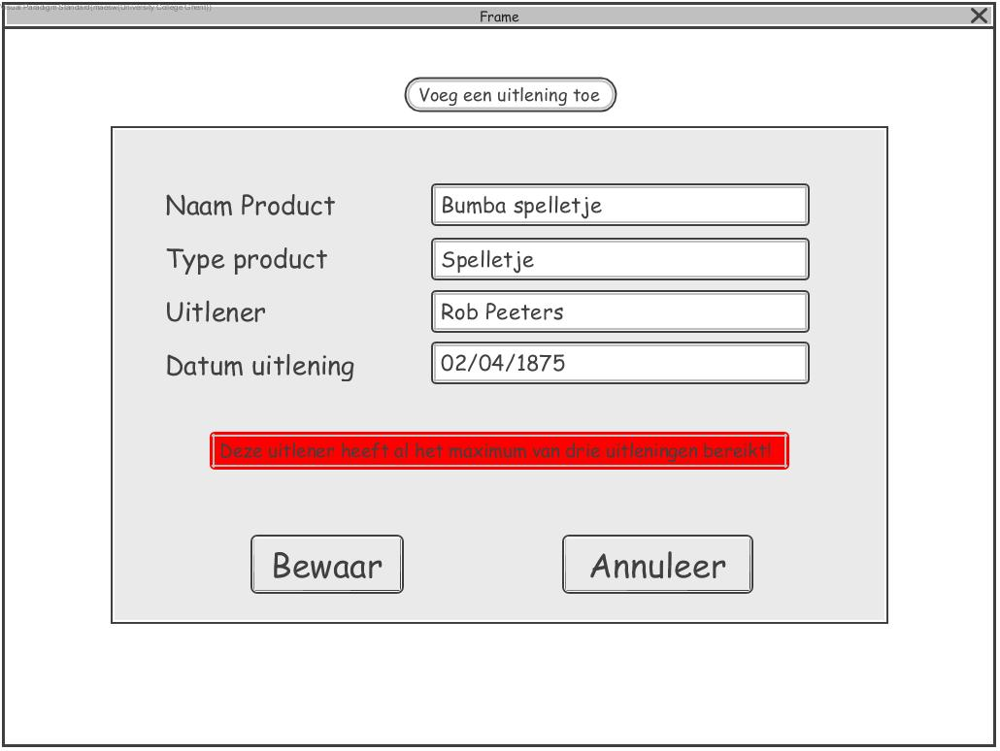 Visual Paradigm Standard(maesw(University College Ghent))
Frame
Voeg een uitlening toe
Naam Product
Bumba spelletje
Type product
Spelletje
Uitlener
Rob Peeters
Datum uitlening
02/04/1875
Deze uitlener heeft al het maximum van drie uitleningen bereikt!
Bewaar
Annuleer